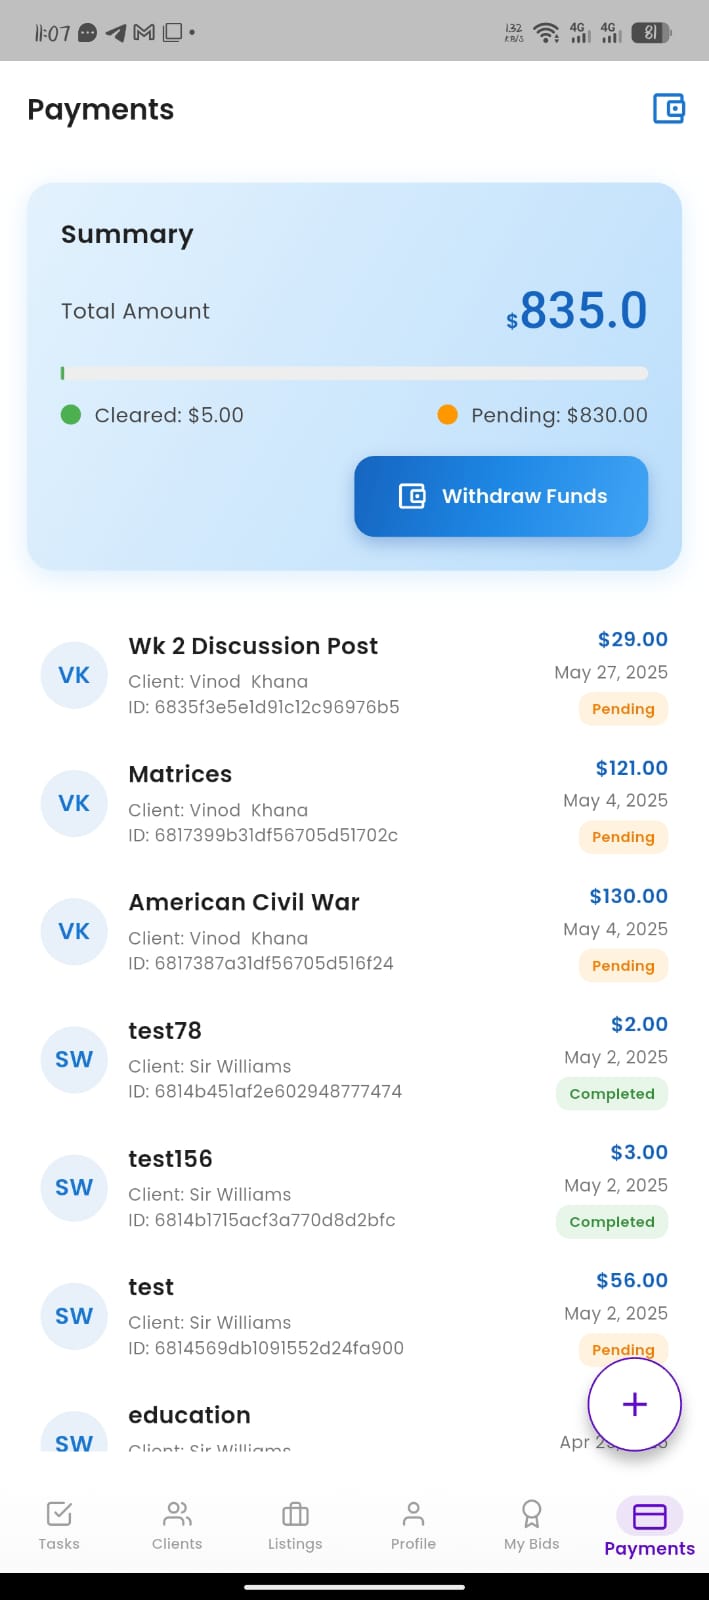 11:07
132 KB/S 4G 4G 81
Payments
Summary
Total Amount
$835.0
Cleared: $5.00
Pending: $830.00
Withdraw Funds
VK
Wk 2 Discussion Post
$29.00
Client: Vinod  Khana
May 27, 2025
ID: 6835f3e5e1d91c12c96976b5
Pending
VK
Matrices
$121.00
Client: Vinod  Khana
May 4, 2025
ID: 6817399b31df56705d51702c
Pending
VK
American Civil War
$130.00
Client: Vinod  Khana
May 4, 2025
ID: 6817387a31df56705d516f24
Pending
SW
test78
$2.00
Client: Sir Williams
May 2, 2025
ID: 6814b451af2e602948777474
Completed
SW
test156
$3.00
Client: Sir Williams
May 2, 2025
ID: 6814b1715acf3a770d8d2bfc
Completed
SW
test
$56.00
Client: Sir Williams
May 2, 2025
ID: 6814569db1091552d24fa900
Pending
SW
education
Client: Sir Williams
Apr
Tasks
Clients
Listings
Profile
My Bids
Payments